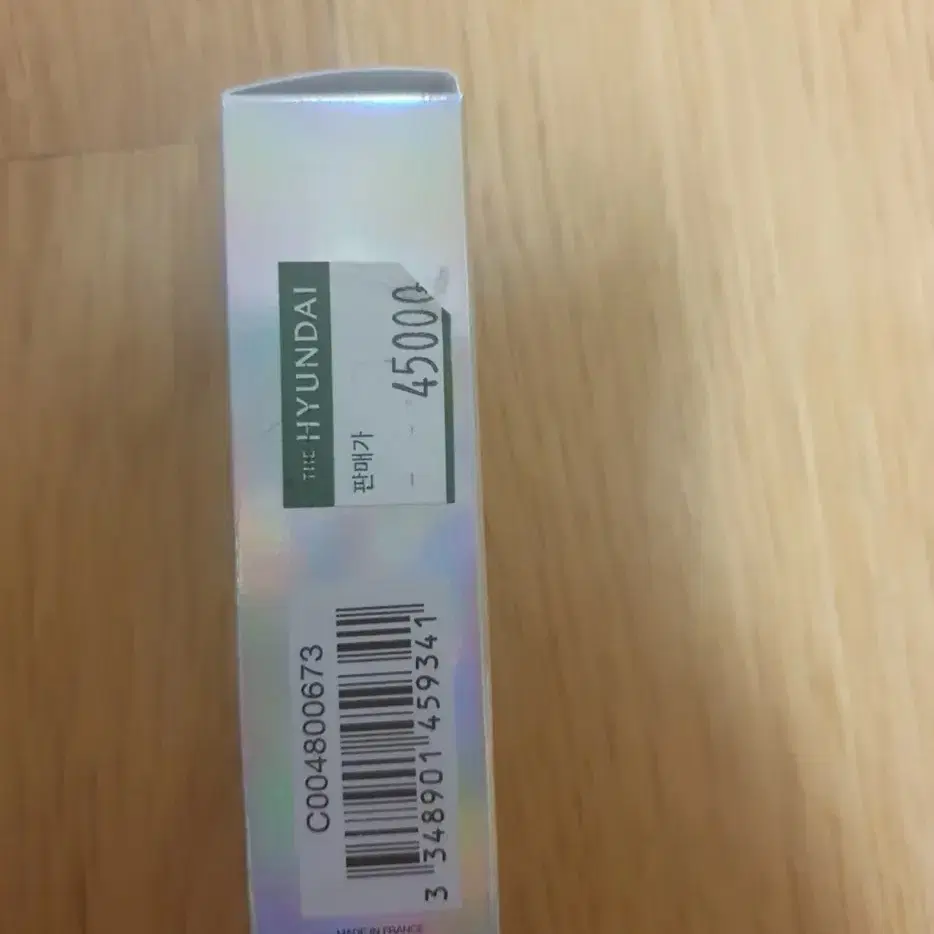 THE HYUNDAI
판매가
45000
C004800673
3 348901 459341
MADE IN FRANCE